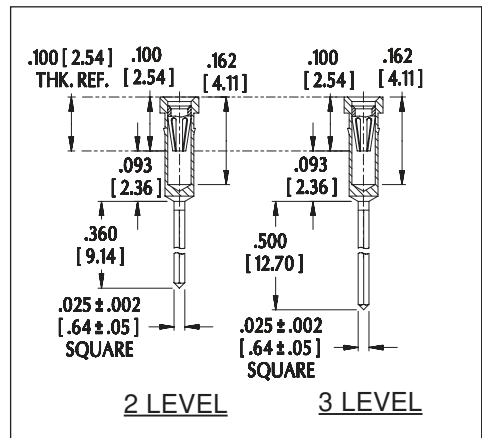 .100 [ 2.54 ]
THK. REF.
.100
[ 2.54 ]
.162
[ 4.11 ]
.100
[ 2.54 ]
.162
[ 4.11 ]
.093
[ 2.36 ]
.093
[ 2.36 ]
.360
[ 9.14 ]
.500
[ 12.70 ]
.025 ± .002
[ .64 ± .05 ]
SQUARE
.025 ± .002
[ .64 ± .05 ]
SQUARE
2 LEVEL
3 LEVEL